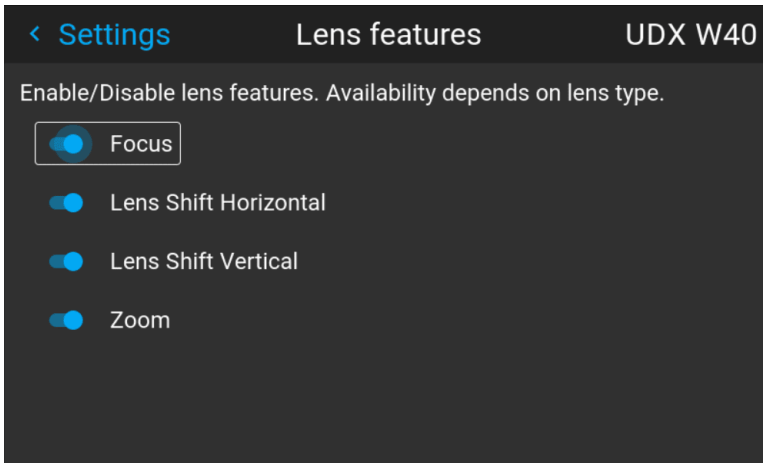 Settings Lens features UDX W40
Enable/Disable lens features. Availability depends on lens type.
Focus
Lens Shift Horizontal
Lens Shift Vertical
Zoom